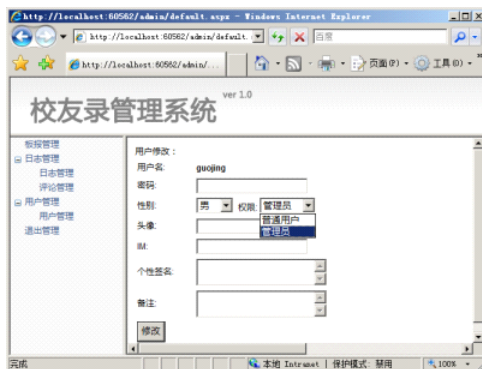 http://localhost:60562/admin/default.aspx - Windows Internet Explorer
http://localhost:60562/admin/default.
百度
http://localhost:60562/admin/...
页面(P)
工具(O)
校友录管理系统
ver 1.0
板报管理
日志管理
日志管理
评论管理
用户管理
用户管理
退出管理
用户修改:
用户名: guojing
密码:
性别: 男 权限: 管理员
普通用户
管理员
头像:
IM:
个性签名:
备注:
修改
完成
本地 Intranet | 保护模式: 禁用
100%